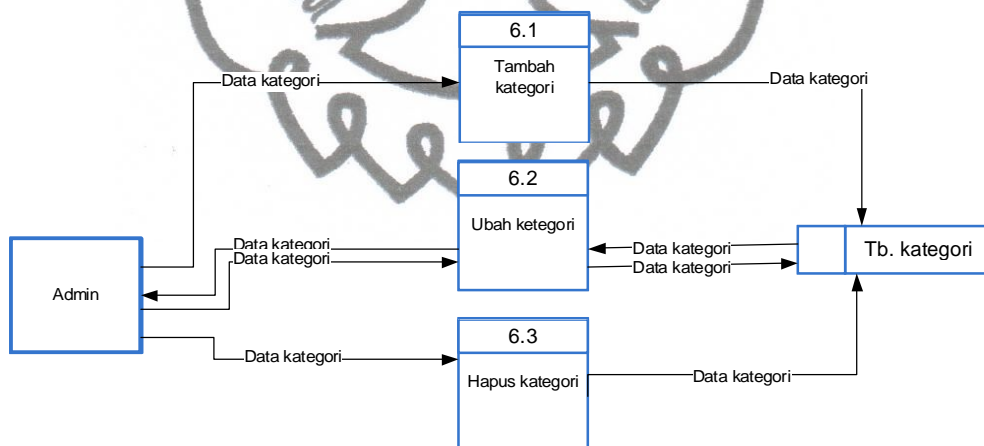 6.1
Tambah
kategori
Data kategori
Data kategori
6.2
Ubah ketegori
Data kategori
Data kategori
Data kategori
Data kategori
Admin
Tb. kategori
6.3
Hapus kategori
Data kategori
Data kategori